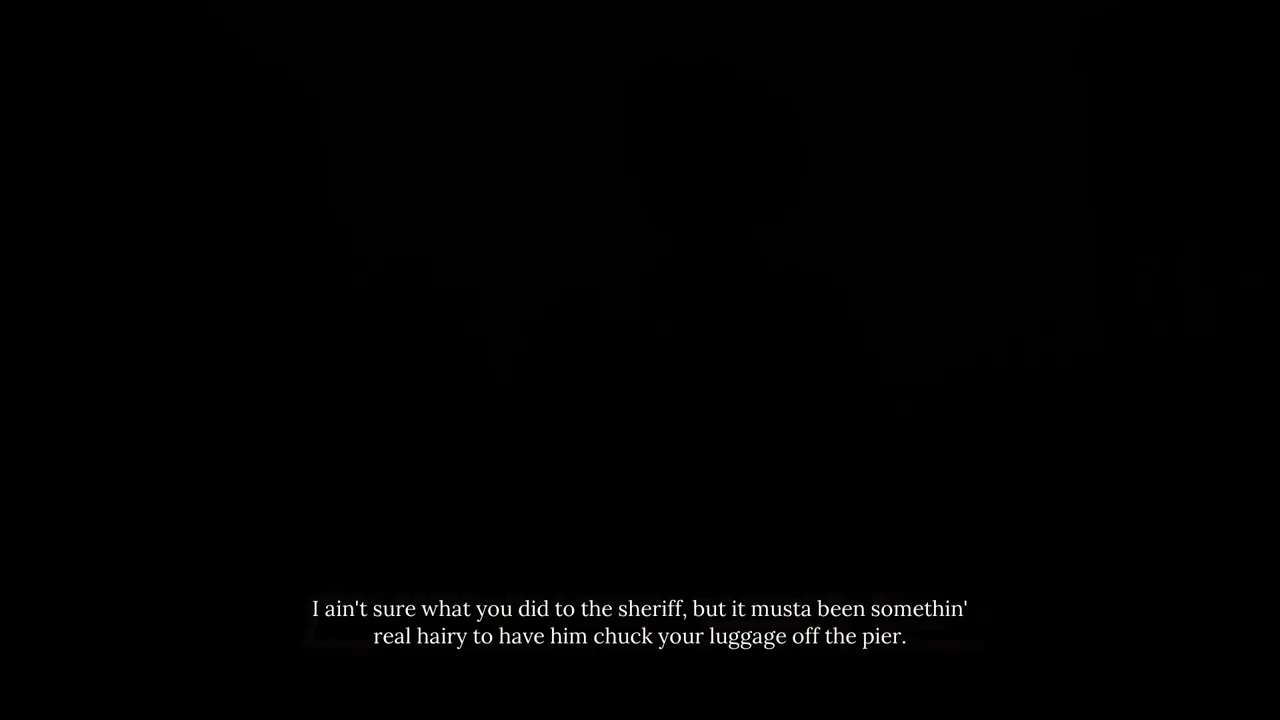 I ain't sure what you did to the sheriff, but it musta been somethin'
real hairy to have him chuck your luggage off the pier.